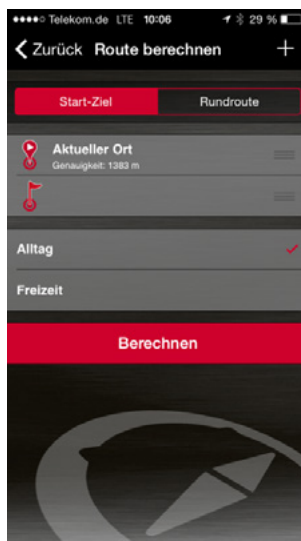 Telekom.de LTE 10:06 29 %
Zurück Route berechnen +
Start-Ziel Rundroute
Aktueller Ort
Genauigkeit: 1383 m
Alltag
Freizeit
Berechnen